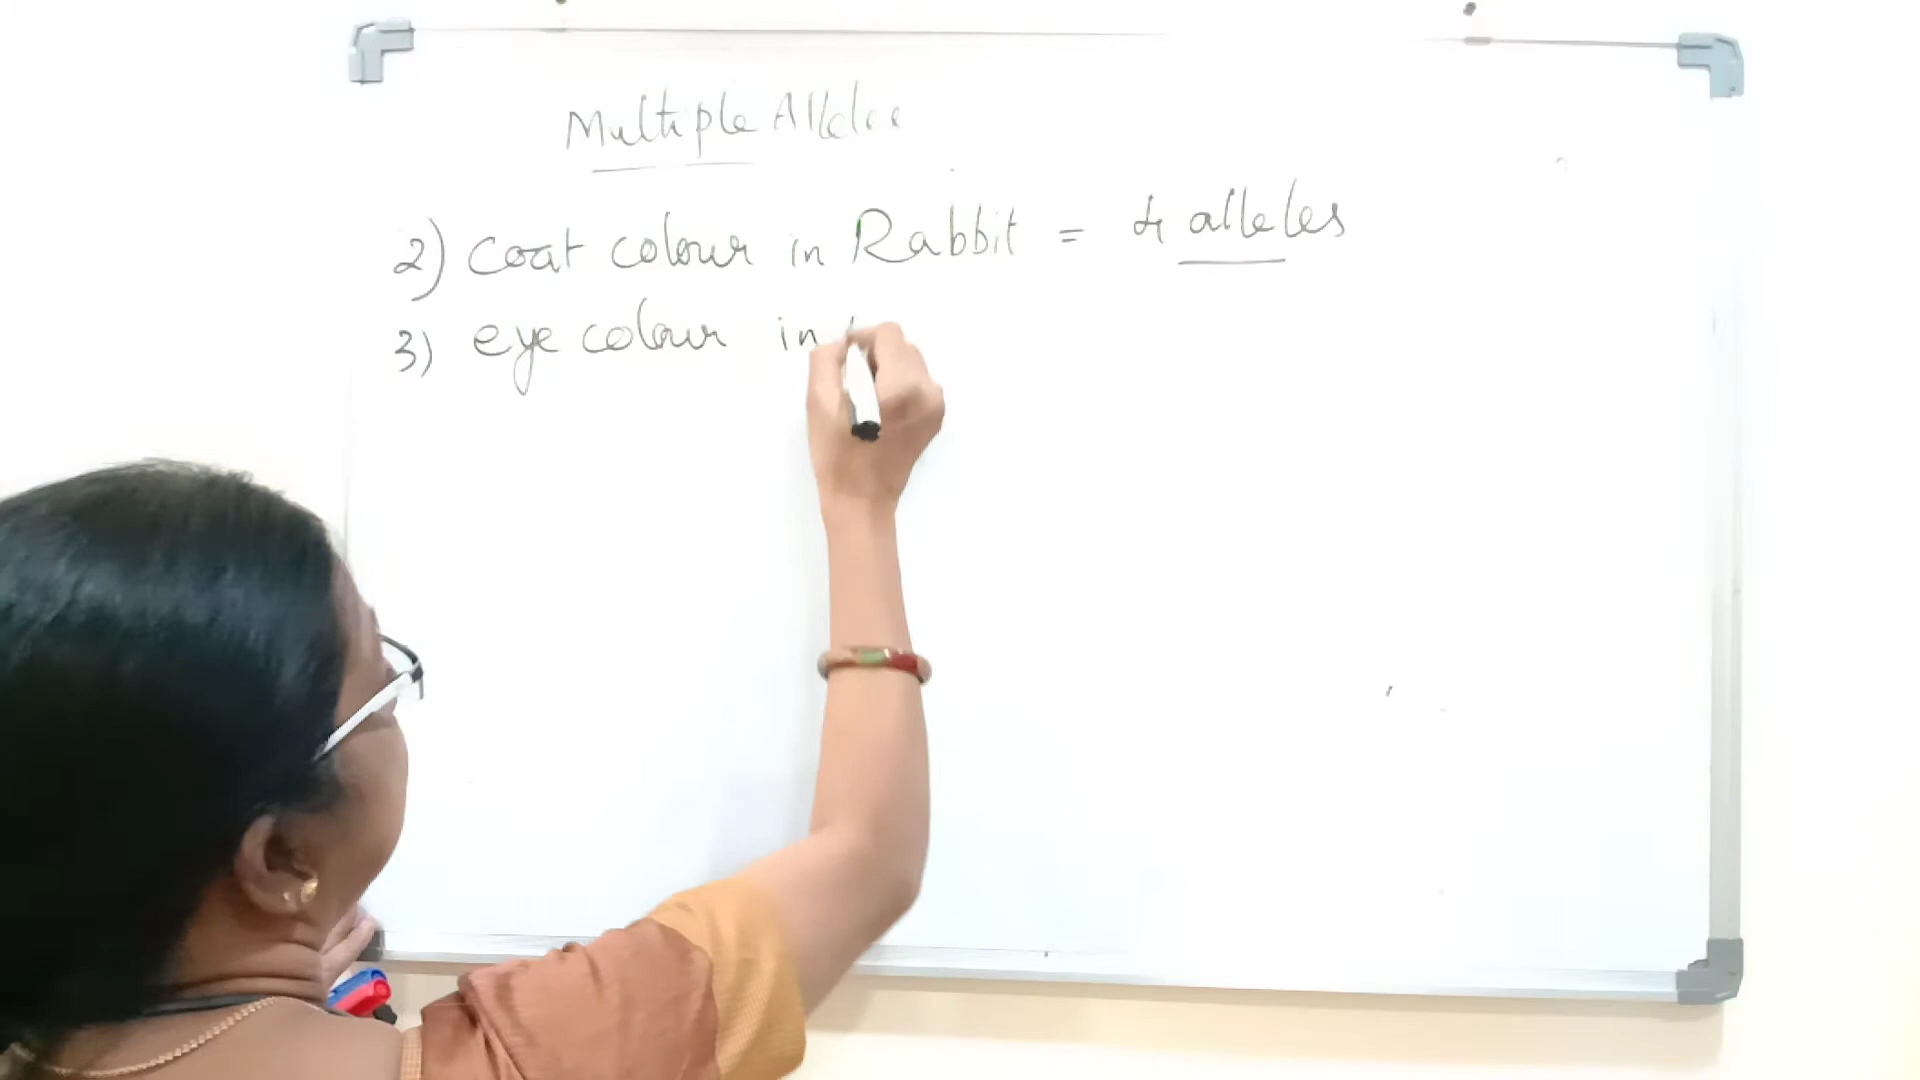 Multiple Alleles
2) Coat colour in Rabbit = 4 alleles
3) eye colour in